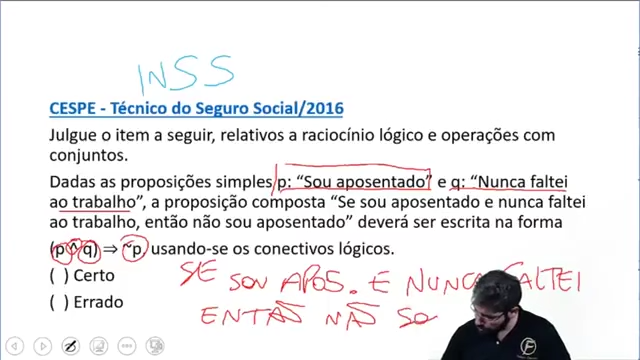 INSS
CESPE - Técnico do Seguro Social/2016
Julgue o item a seguir, relativos a raciocínio lógico e operações com
conjuntos.
Dadas as proposições simples p: “Sou aposentado” e q: “Nunca faltei
ao trabalho”, a proposição composta “Se sou aposentado e nunca faltei
ao trabalho, então não sou aposentado” deverá ser escrita na forma
(p ^ q) ⇒ ~p, usando-se os conectivos lógicos.
( ) Certo
( ) Errado
SE SOU APOS. E NUNCA FALTEI
ENTÃO NÃO SO